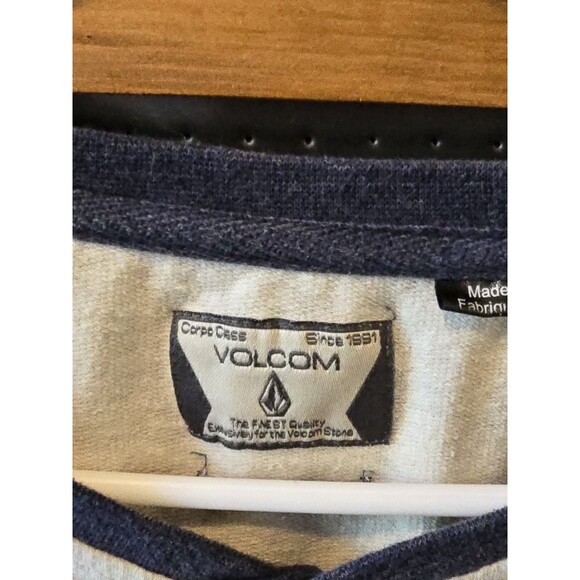 Corpo Class Since 1991
VOLCOM
The FINEST Quality
Exclusively for the Volcom Stone
Made
Fabriqu